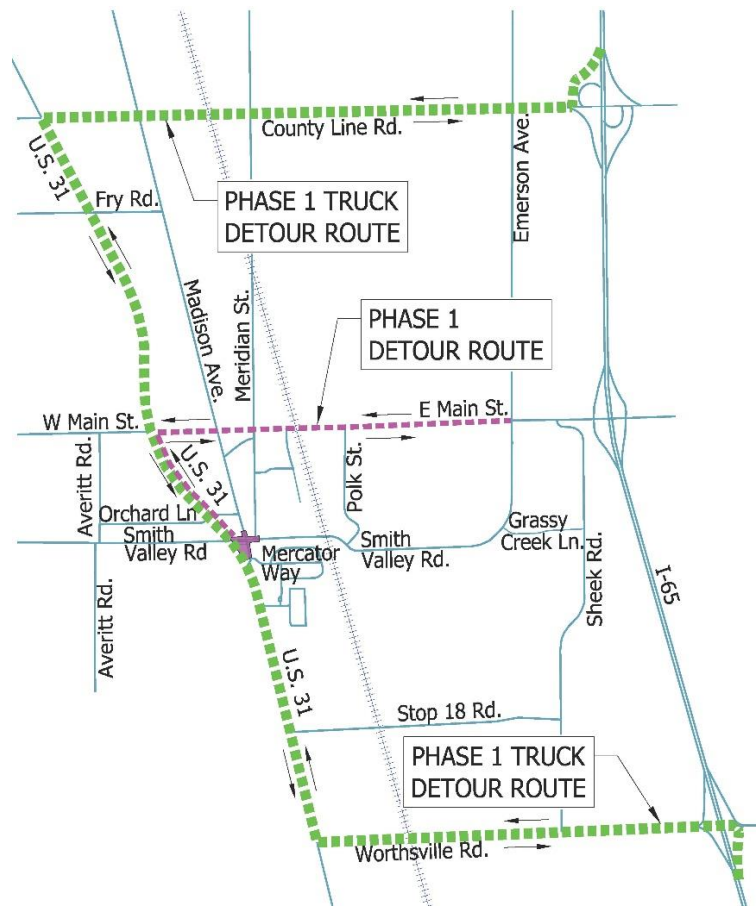 County Line Rd.
U.S. 31
Fry Rd.
PHASE 1 TRUCK
DETOUR ROUTE
Emerson Ave.
Madison Ave.
Meridian St.
PHASE 1
DETOUR ROUTE
W Main St.
E Main St.
Averitt Rd.
U.S. 31
Polk St.
Orchard Ln
Smith
Valley Rd
Mercator
Way
Smith
Valley Rd.
Grassy
Creek Ln.
Sheek Rd.
I-65
Averitt Rd.
U.S. 31
Stop 18 Rd.
PHASE 1 TRUCK
DETOUR ROUTE
Worthsville Rd.